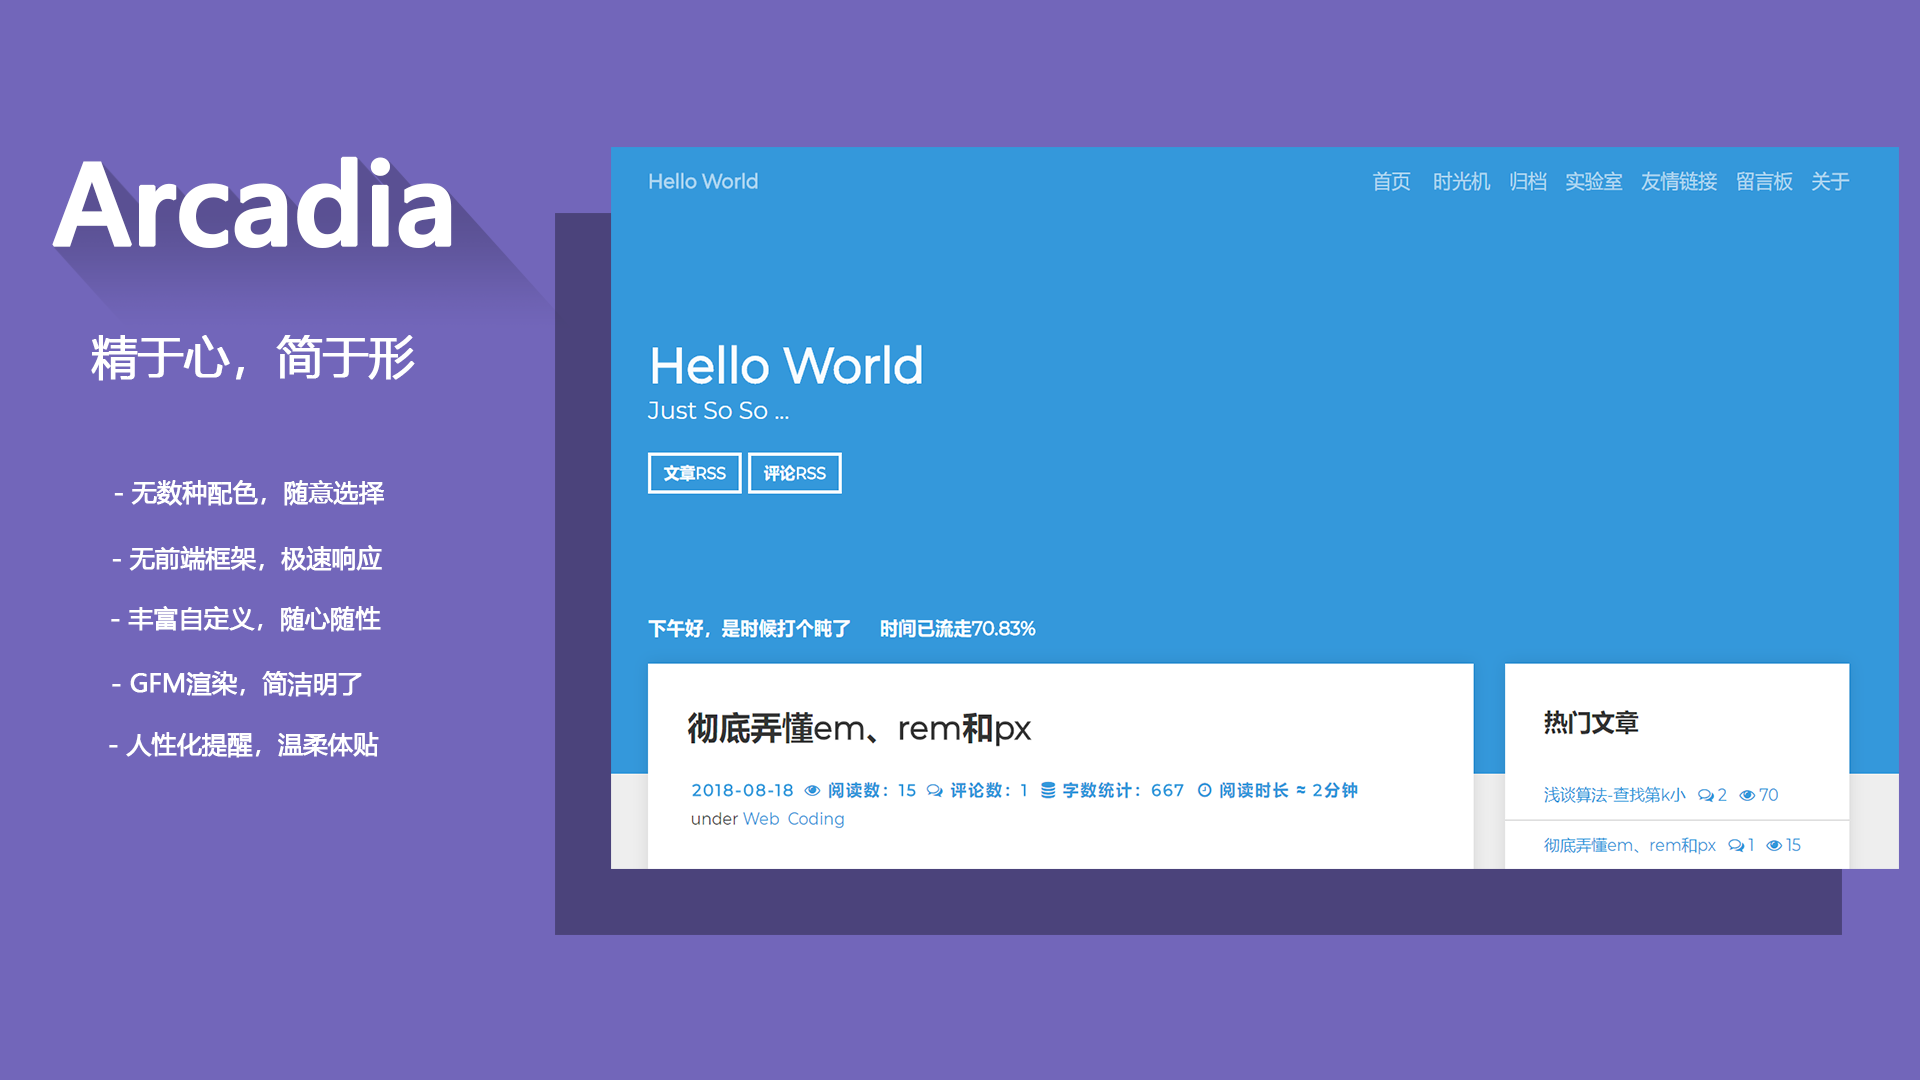 Arcadia
精于心，简于形
- 无数种配色，随意选择
- 无前端框架，极速响应
- 丰富自定义，随心随性
- GFM渲染，简洁明了
- 人性化提醒，温柔体贴
Hello World
首页 时光机 归档 实验室 友情链接 留言板 关于
Hello World
Just So So ...
文章RSS 评论RSS
下午好，是时候打个盹了 时间已流走70.83%
彻底弄懂em、rem和px
2018-08-18 阅读数：15 评论数：1 字数统计：667 阅读时长 ≈ 2分钟
under Web Coding
热门文章
浅谈算法-查找第k小 2 70
彻底弄懂em、rem和px 1 15